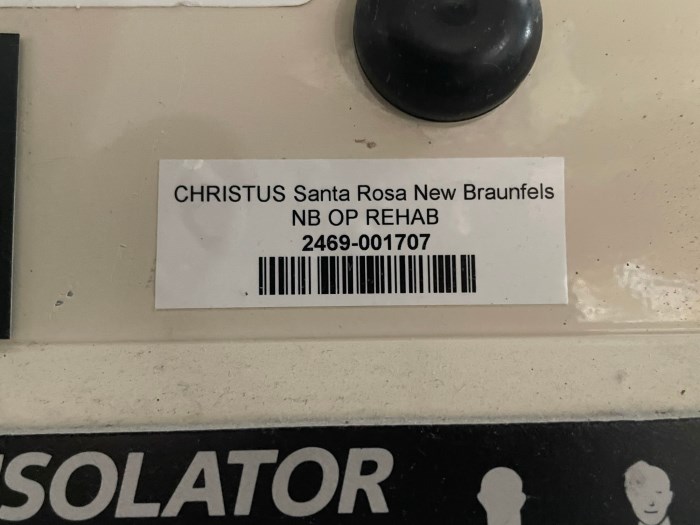 CHRISTUS Santa Rosa New Braunfels
NB OP REHAB
2469-001707
SOLATOR